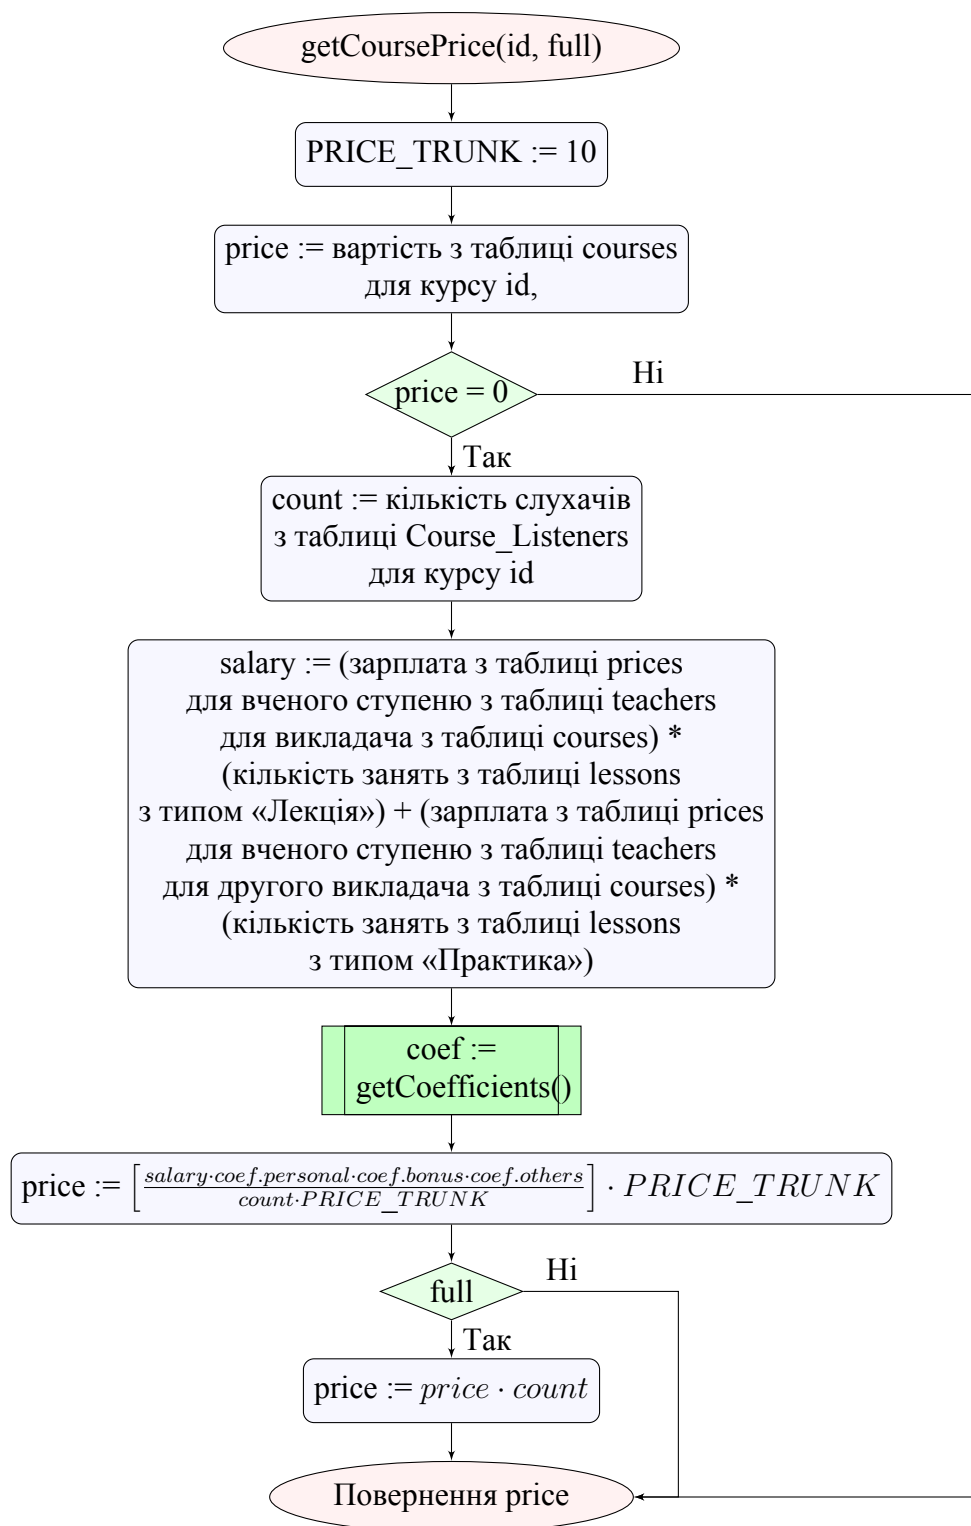 getCoursePrice(id, full)
PRICE_TRUNK := 10
price := вартість з таблиці courses
для курсу id,
price = 0
Ні
Так
count := кількість слухачів
з таблиці Course_Listeners
для курсу id
salary := (зарплата з таблиці prices
для вченого ступеню з таблиці teachers
для викладача з таблиці courses) *
(кількість занять з таблиці lessons
з типом «Лекція») + (зарплата з таблиці prices
для вченого ступеню з таблиці teachers
для другого викладача з таблиці courses) *
(кількість занять з таблиці lessons
з типом «Практика»)
coef :=
getCoefficients()
price := [salary·coef.personal·coef.bonus·coef.others / count·PRICE_TRUNK] · PRICE_TRUNK
full
Ні
Так
price := price · count
Повернення price